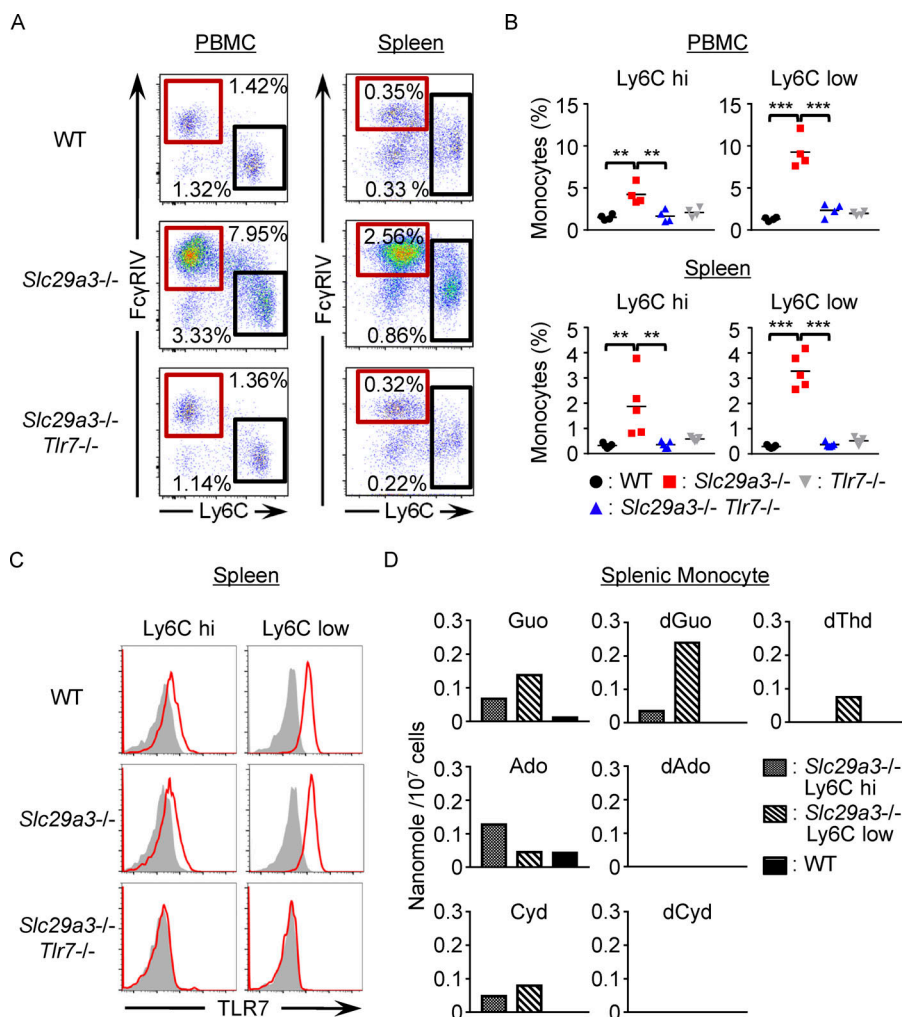 A
PBMC
Spleen
WT
1.42%
1.32%
0.35%
0.33 %
Slc29a3-/-
7.95%
3.33%
2.56%
0.86%
Slc29a3-/-
Tlr7-/-
1.36%
1.14%
0.32%
0.22%
FcγRIV
FcγRIV
Ly6C
Ly6C
B
PBMC
Ly6C hi
Ly6C low
Monocytes (%)
15
10
5
0
** **
15
10
5
0
*** ***
Spleen
Ly6C hi
Ly6C low
Monocytes (%)
5
4
3
2
1
0
** **
5
4
3
2
1
0
*** ***
: WT : Slc29a3-/- : Tlr7-/-
: Slc29a3-/- Tlr7-/-
C
Spleen
Ly6C hi
Ly6C low
WT
Slc29a3-/-
Slc29a3-/-
Tlr7-/-
TLR7
D
Splenic Monocyte
Nanomole /10⁷ cells
Guo
0.3
0.2
0.1
0
dGuo
0.3
0.2
0.1
0
dThd
0.3
0.2
0.1
0
Ado
0.3
0.2
0.1
0
dAdo
0.3
0.2
0.1
0
Cyd
0.3
0.2
0.1
0
dCyd
0.3
0.2
0.1
0
: Slc29a3-/-
Ly6C hi
: Slc29a3-/-
Ly6C low
: WT